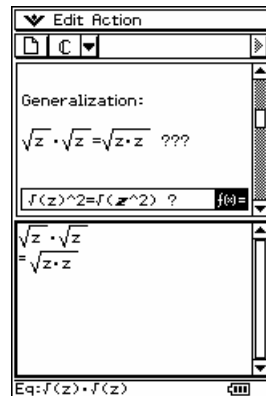 Edit Action
ℂ
Generalization:
√z · √z = √z·z ???
√(z)^2=√(z^2) ? f(x)=
√z · √z
= √z·z
Eq:√(z)·√(z)